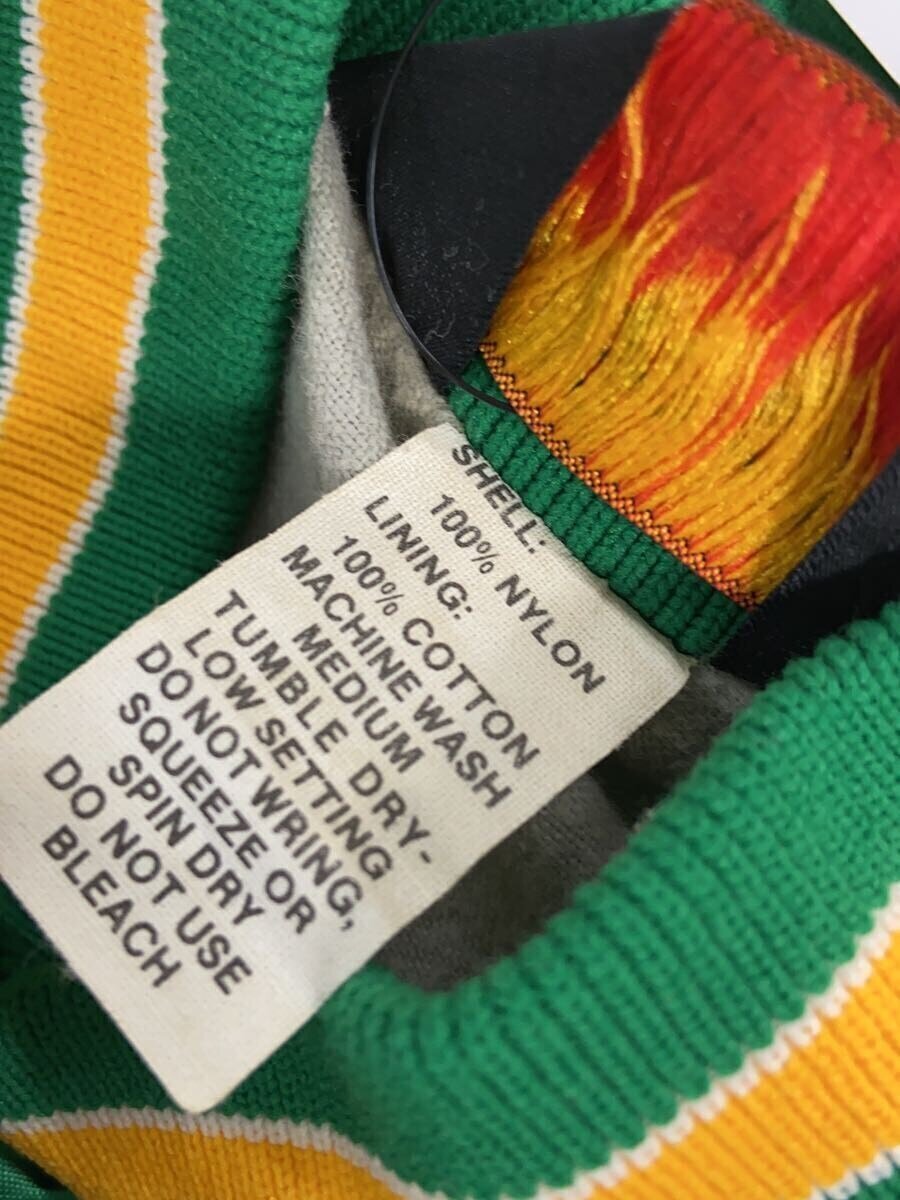 SHELL:
100% NYLON
LINING:
100% COTTON
MACHINE WASH
MEDIUM
TUMBLE DRY-
LOW SETTING
DO NOT WRING,
SQUEEZE OR
SPIN DRY
DO NOT USE
BLEACH